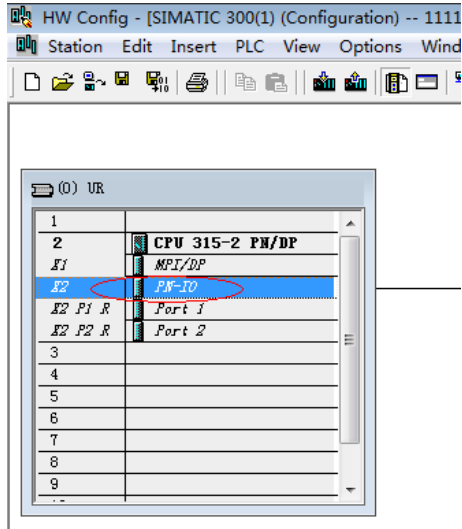 HW Config - [SIMATIC 300(1) (Configuration) -- 1111
Station Edit Insert PLC View Options Wind
(0) UR
1
2 CPU 315-2 PN/DP
X1 MPI/DP
X2 PN-IO
X2 P1 R Port 1
X2 P2 R Port 2
3
4
5
6
7
8
9